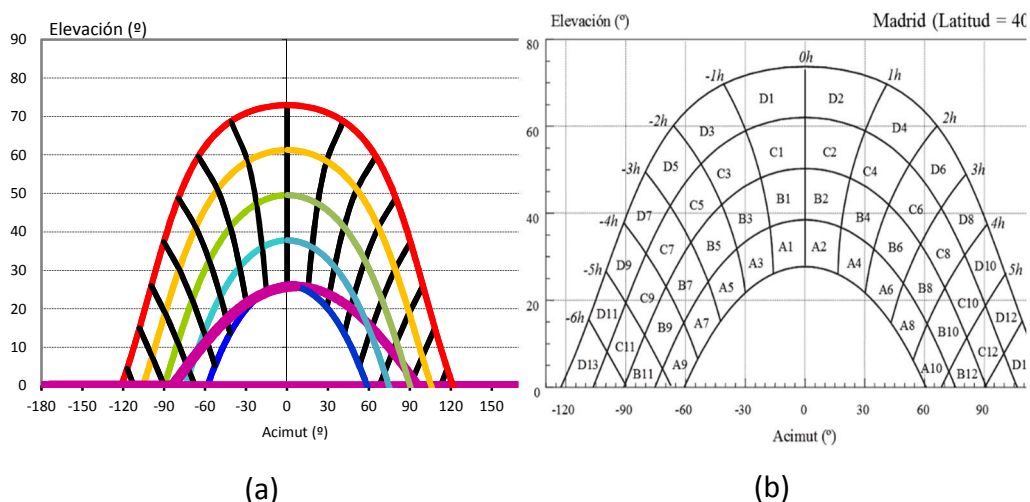 Elevación (º)
90
80
70
60
50
40
30
20
10
0
-180 -150 -120 -90 -60 -30 0 30 60 90 120 150
Acimut (º)
(a)
Elevación (º) Madrid (Latitud = 40
80
60
40
20
0
0h
-1h 1h
-2h 2h
-3h 3h
-4h 4h
-5h 5h
-6h
D1 D2
D3 D4
C1 C2
D5 C3 C4 D6
B1 B2
D7 C5 B3 B4 C6 D8
C7 B5 A1 A2 B6 C8
D9 A3 A4 D10
C9 B7 A5 A6 B8 C10
D11 B9 A7 A8 B10 D12
C11 C12
D13 B11 A9 A10 B12 D1
-120 -90 -60 -30 0 30 60 90
Acimut (º)
(b)